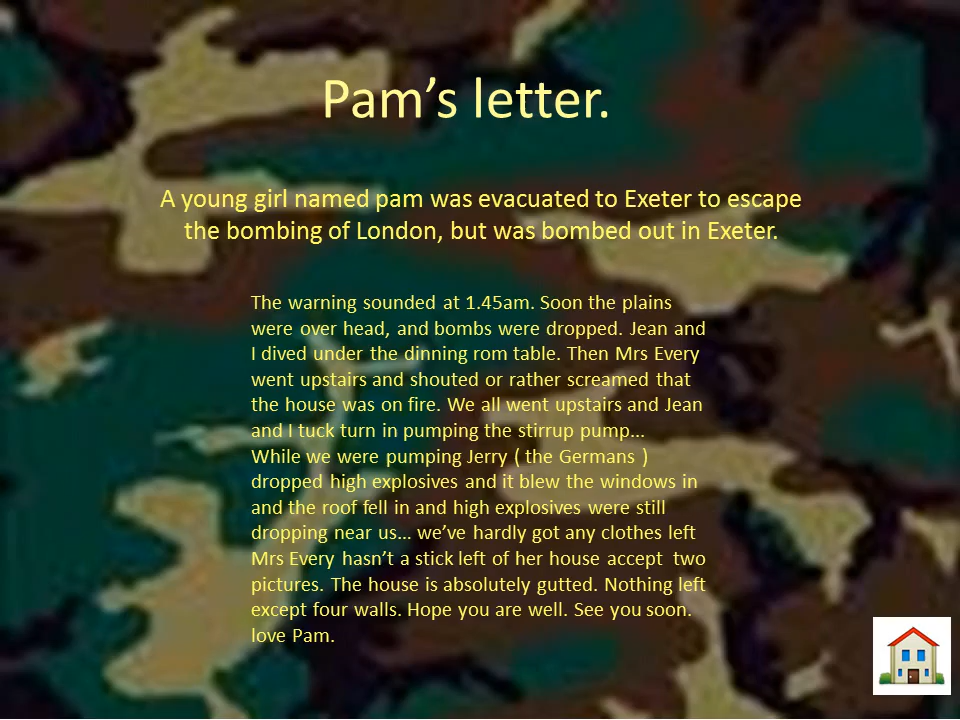 Pam’s letter.
A young girl named pam was evacuated to Exeter to escape
the bombing of London, but was bombed out in Exeter.
The warning sounded at 1.45am. Soon the plains
were over head, and bombs were dropped. Jean and
I dived under the dinning rom table. Then Mrs Every
went upstairs and shouted or rather screamed that
the house was on fire. We all went upstairs and Jean
and I tuck turn in pumping the stirrup pump...
While we were pumping Jerry ( the Germans )
dropped high explosives and it blew the windows in
and the roof fell in and high explosives were still
dropping near us... we’ve hardly got any clothes left
Mrs Every hasn’t a stick left of her house accept  two
pictures. The house is absolutely gutted. Nothing left
except four walls. Hope you are well. See you soon.
love Pam.